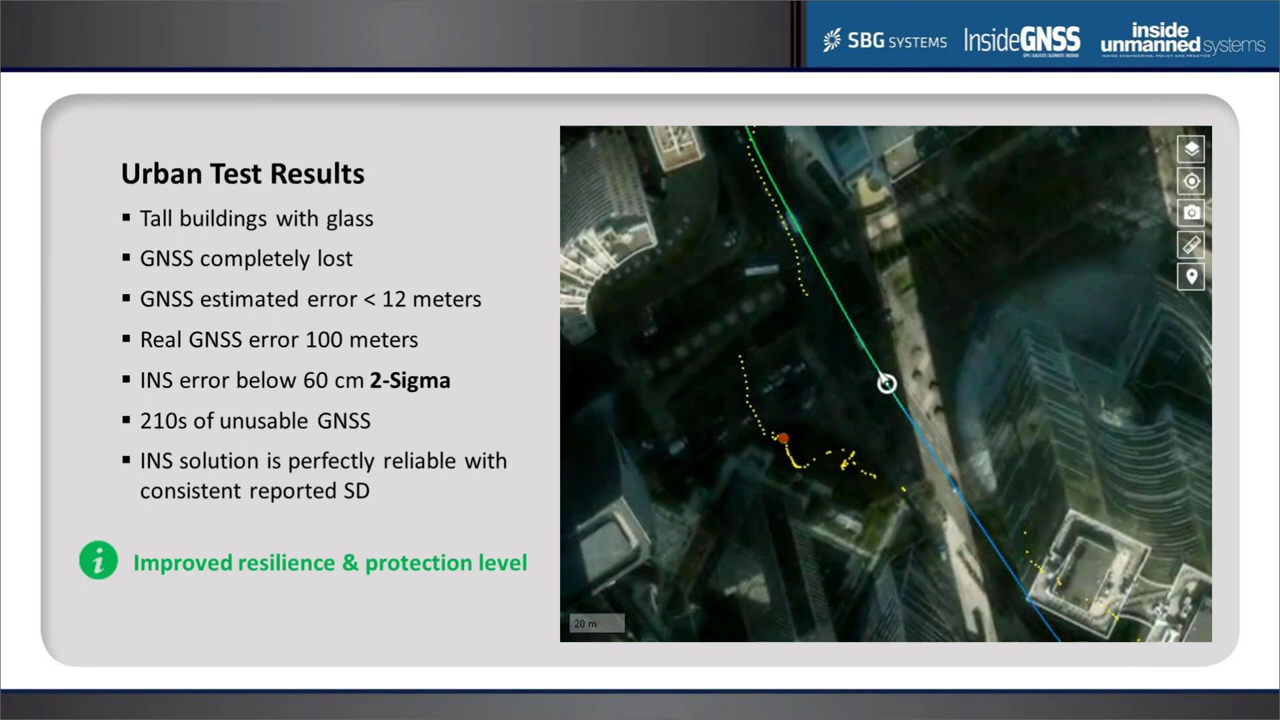 SBG SYSTEMS
InsideGNSS
inside
unmanned systems
Urban Test Results
▪ Tall buildings with glass
▪ GNSS completely lost
▪ GNSS estimated error < 12 meters
▪ Real GNSS error 100 meters
▪ INS error below 60 cm 2-Sigma
▪ 210s of unusable GNSS
▪ INS solution is perfectly reliable with
consistent reported SD
i Improved resilience & protection level
20 m